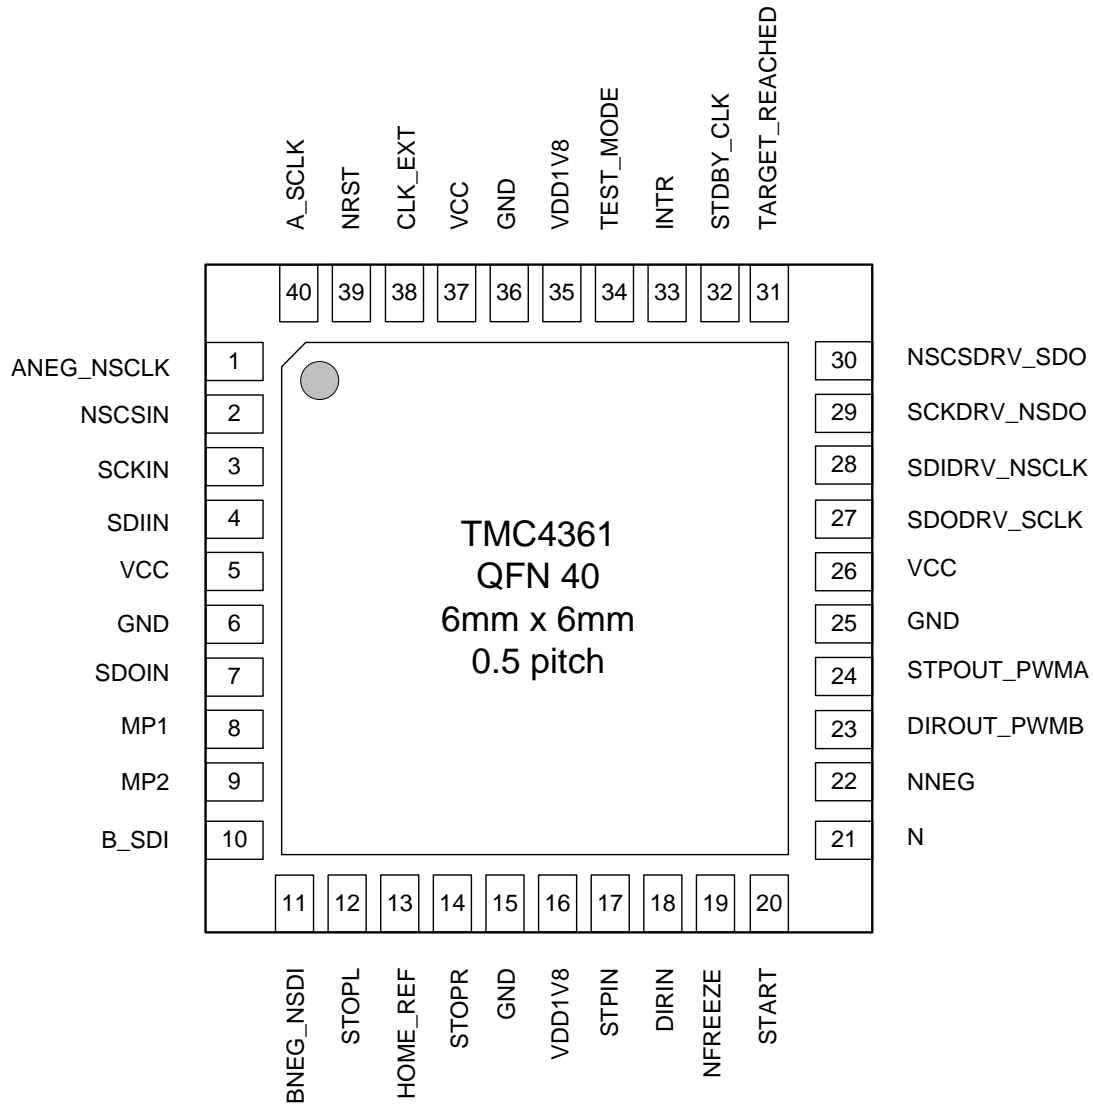 A_SCLK
NRST
CLK_EXT
VCC
GND
VDD1V8
TEST_MODE
INTR
STDBY_CLK
TARGET_REACHED
40 39 38 37 36 35 34 33 32 31
ANEG_NSCLK 1
NSCSIN 2
SCKIN 3
SDIIN 4
VCC 5
GND 6
SDOIN 7
MP1 8
MP2 9
B_SDI 10
TMC4361
QFN 40
6mm x 6mm
0.5 pitch
30 NSCSDRV_SDO
29 SCKDRV_NSDO
28 SDIDRV_NSCLK
27 SDODRV_SCLK
26 VCC
25 GND
24 STPOUT_PWMA
23 DIROUT_PWMB
22 NNEG
21 N
11 12 13 14 15 16 17 18 19 20
BNEG_NSDI
STOPL
HOME_REF
STOPR
GND
VDD1V8
STPIN
DIRIN
NFREEZE
START